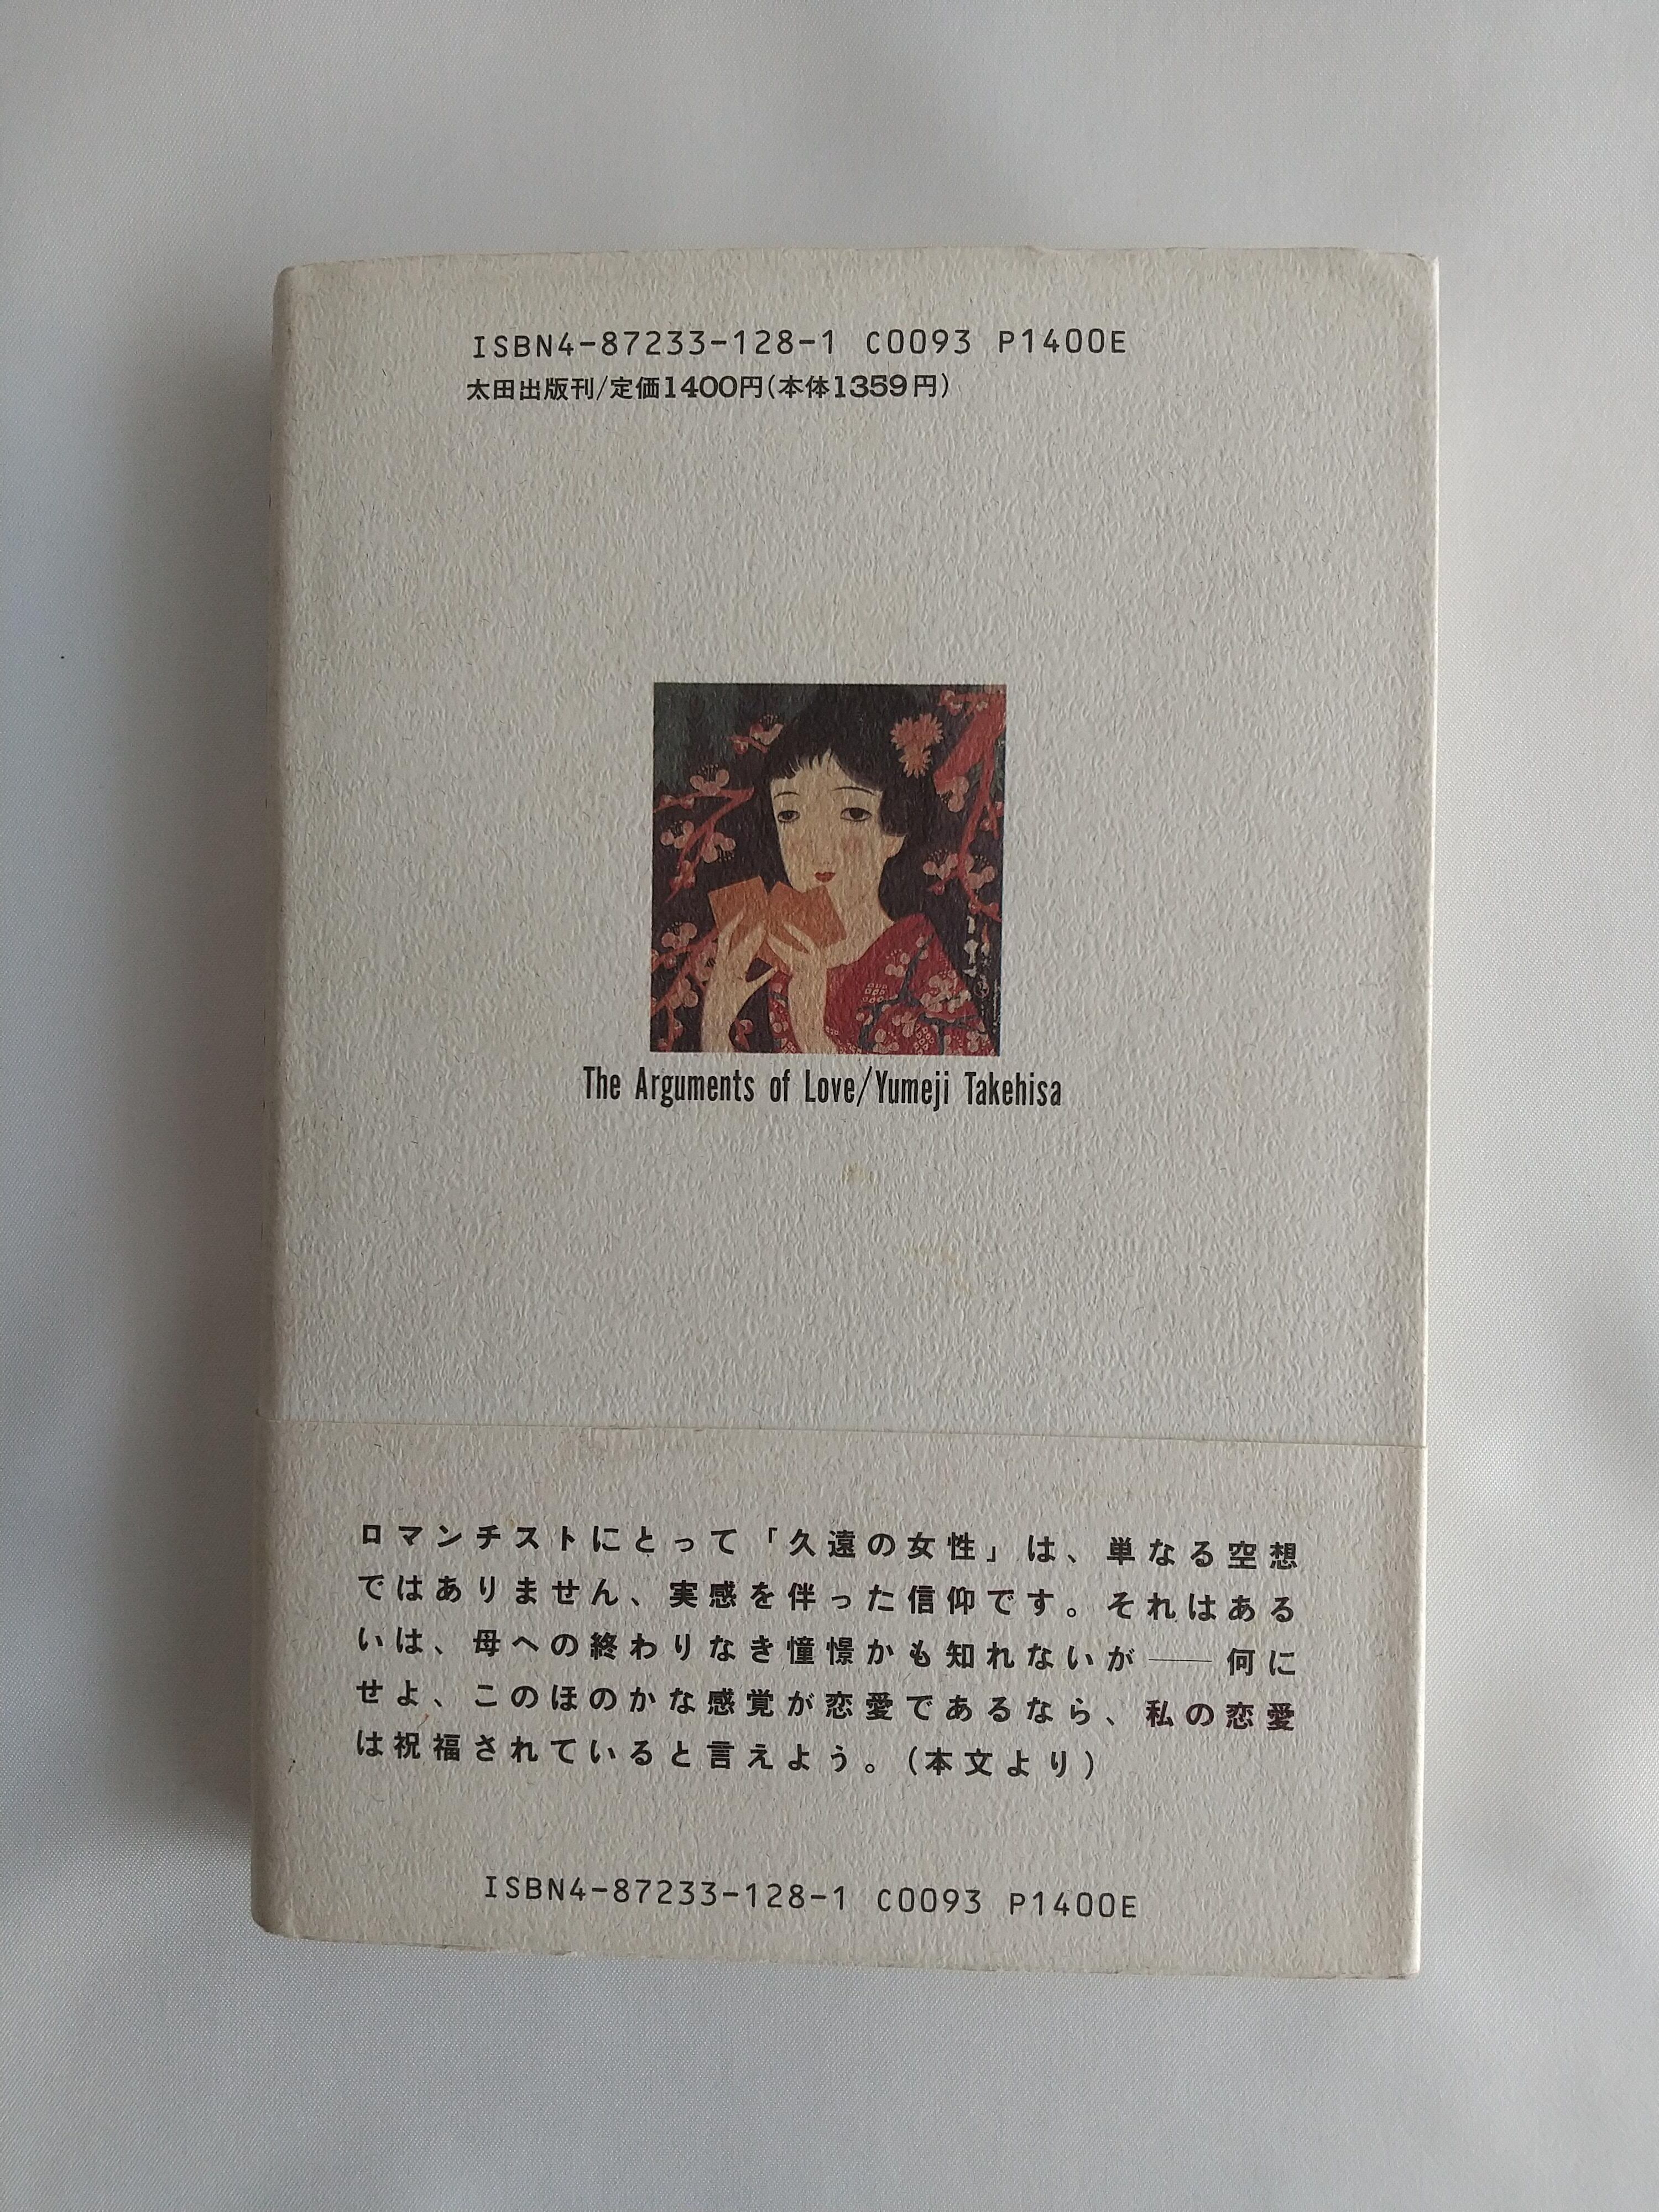 ISBN4-87233-128-1 C0093 P1400E
太田出版刊/定価1400円(本体1359円)
The Arguments of Love/Yumeji Takehisa
ロマンチストにとって「久遠の女性」は、単なる空想
ではありません、実感を伴った信仰です。それはある
いは、母への終わりなき憧憬かも知れないが——何に
せよ、このほのかな感覚が恋愛であるなら、私の恋愛
は祝福されていると言えよう。(本文より)
ISBN4-87233-128-1 C0093 P1400E